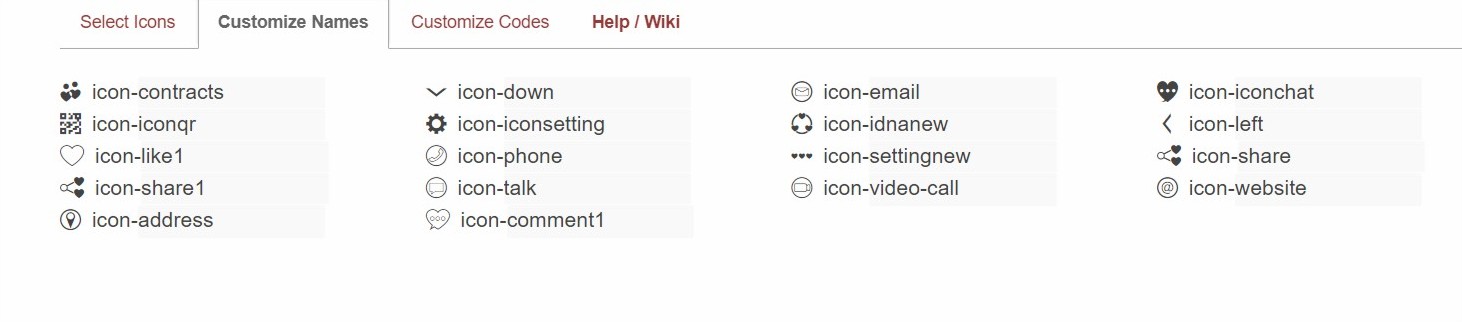 Select Icons Customize Names Customize Codes Help / Wiki
icon-contracts icon-down icon-email icon-iconchat
icon-iconqr icon-iconsetting icon-idnanew icon-left
icon-like1 icon-phone icon-settingnew icon-share
icon-share1 icon-talk icon-video-call icon-website
icon-address icon-comment1